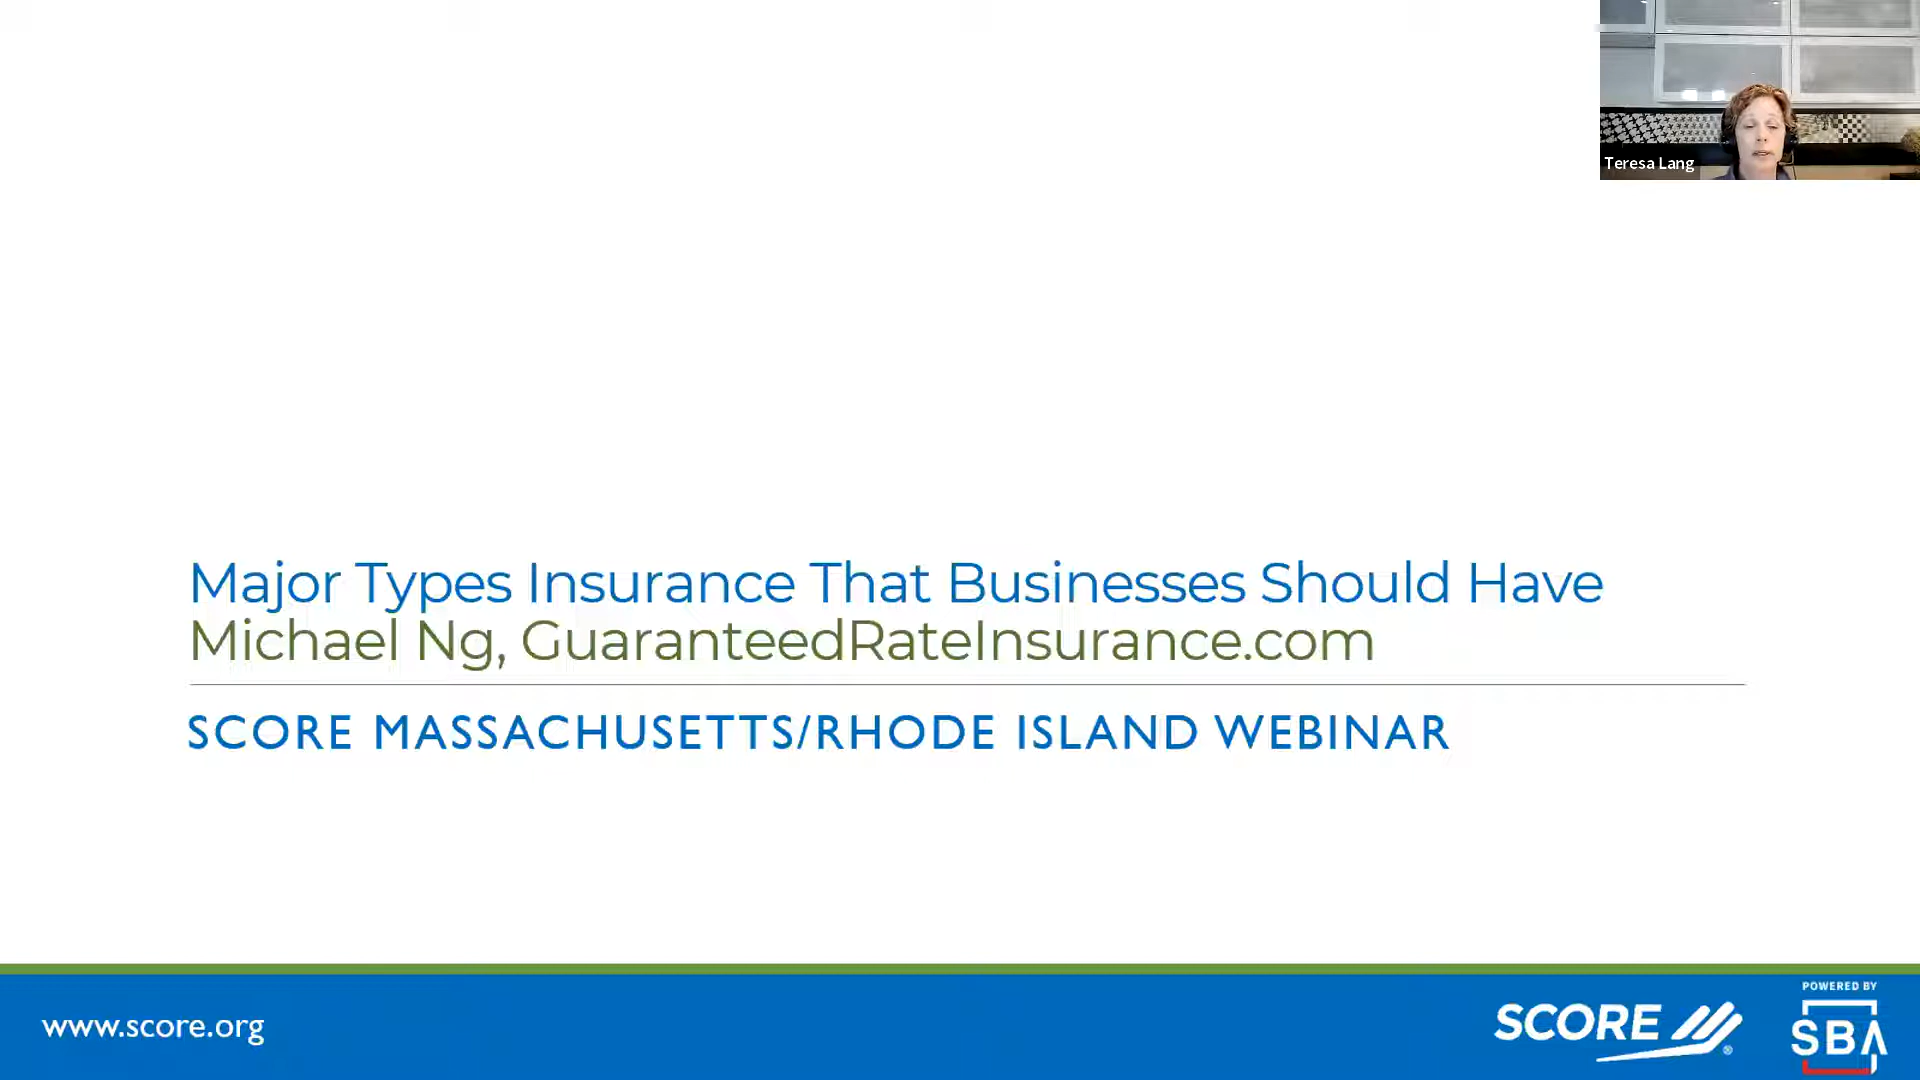 Teresa Lang
Major Types Insurance That Businesses Should Have
Michael Ng, GuaranteedRateInsurance.com
SCORE MASSACHUSETTS/RHODE ISLAND WEBINAR
www.score.org
SCORE
®
POWERED BY
SBA